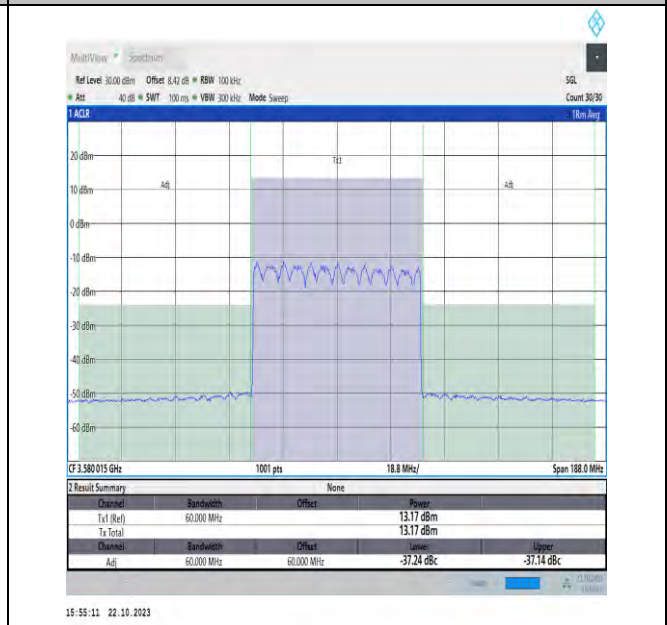 MultiView Spectrum
Ref Level 30.00 dBm Offset 8.42 dB RBW 100 kHz SGL
Att 40 dB SWT 100 ms VBW 300 kHz Mode Sweep Count 30/30
1 ACLR 1Rm Avg
20 dBm
Tx1
10 dBm Adj Adj
0 dBm
-10 dBm
-20 dBm
-30 dBm
-40 dBm
-50 dBm
-60 dBm
CF 3.580 015 GHz 1001 pts 18.8 MHz/ Span 188.0 MHz
2 Result Summary None
Channel Bandwidth Offset Power
Tx1 (Ref) 60.000 MHz 13.17 dBm
Tx Total 13.17 dBm
Channel Bandwidth Offset Lower Upper
Adj 60.000 MHz 60.000 MHz -37.24 dBc -37.14 dBc
15:55:11 22.10.2023